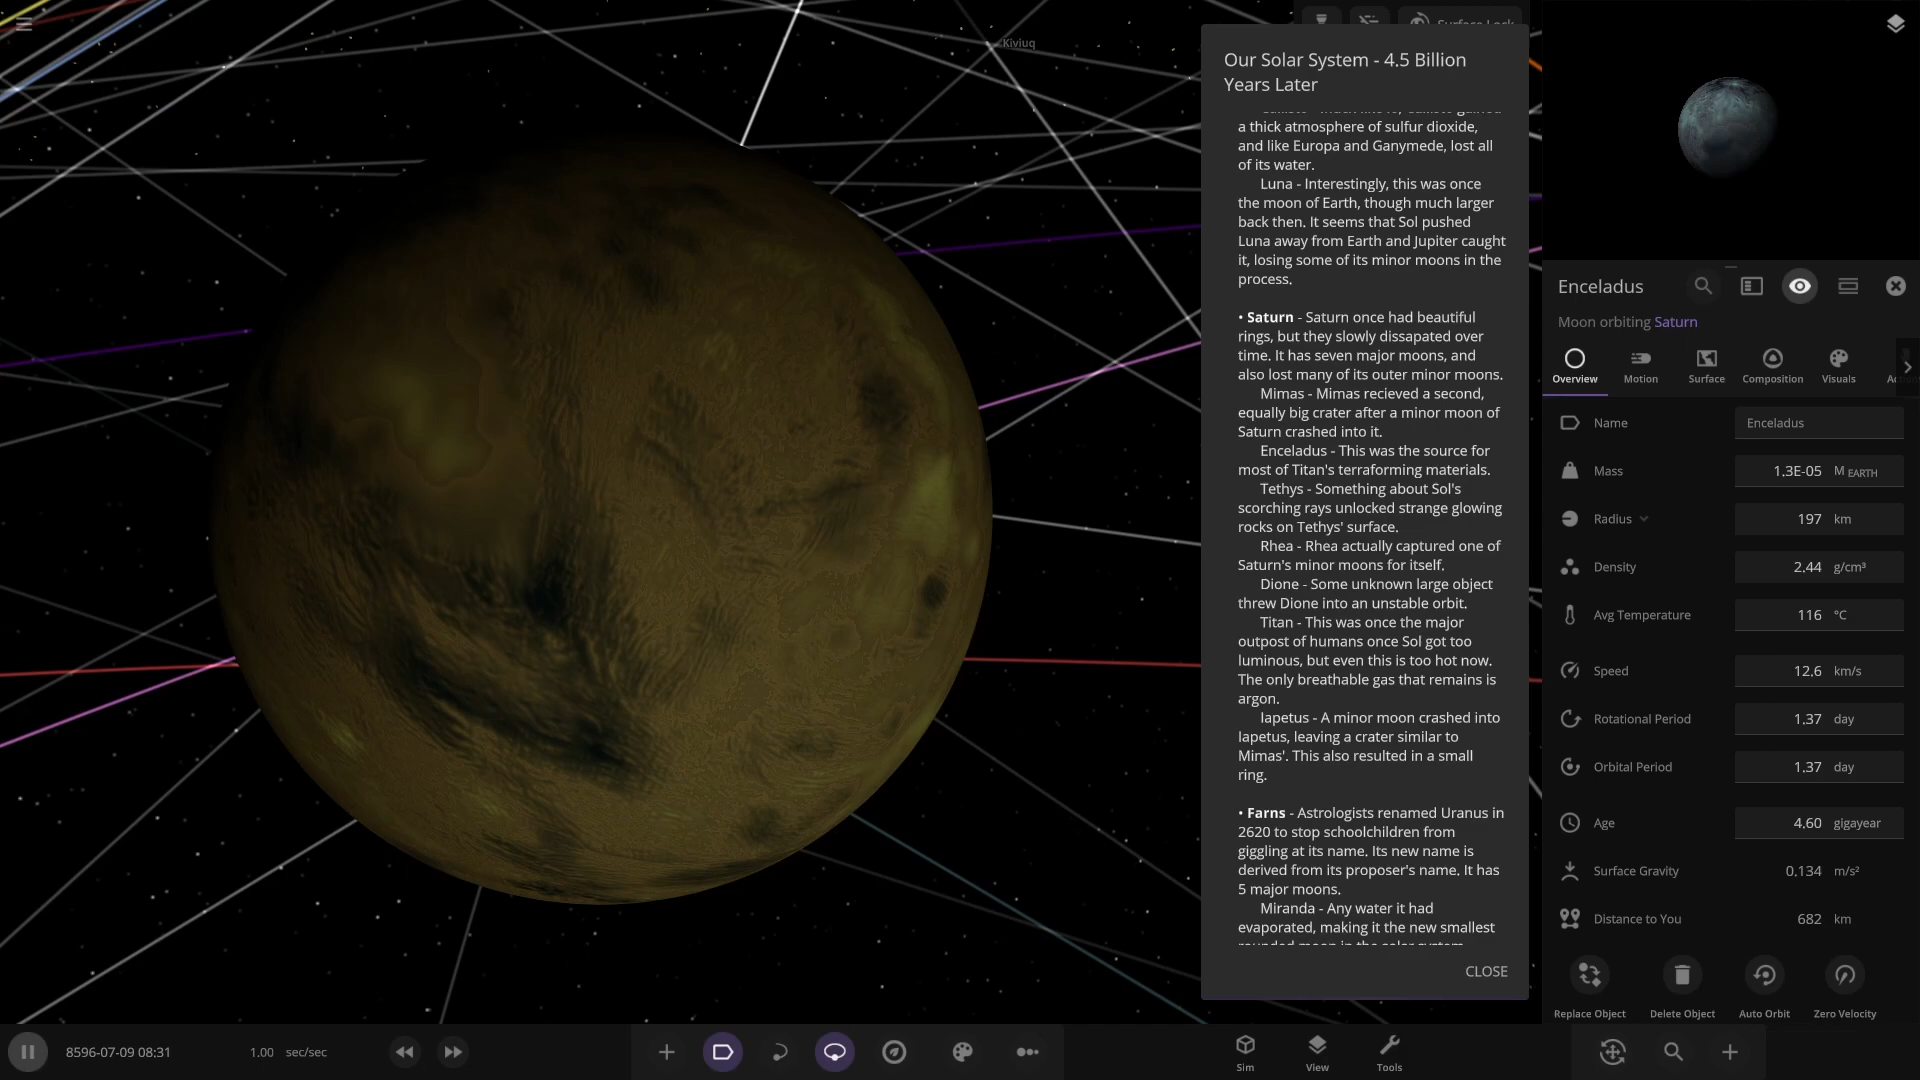 Kiviuq
Surface Lock
Our Solar System - 4.5 Billion
Years Later
a thick atmosphere of sulfur dioxide,
and like Europa and Ganymede, lost all
of its water.
Luna - Interestingly, this was once
the moon of Earth, though much larger
back then. It seems that Sol pushed
Luna away from Earth and Jupiter caught
it, losing some of its minor moons in the
process.
• Saturn - Saturn once had beautiful
rings, but they slowly dissapated over
time. It has seven major moons, and
also lost many of its outer minor moons.
Mimas - Mimas recieved a second,
equally big crater after a minor moon of
Saturn crashed into it.
Enceladus - This was the source for
most of Titan's terraforming materials.
Tethys - Something about Sol's
scorching rays unlocked strange glowing
rocks on Tethys' surface.
Rhea - Rhea actually captured one of
Saturn's minor moons for itself.
Dione - Some unknown large object
threw Dione into an unstable orbit.
Titan - This was once the major
outpost of humans once Sol got too
luminous, but even this is too hot now.
The only breathable gas that remains is
argon.
Iapetus - A minor moon crashed into
Iapetus, leaving a crater similar to
Mimas'. This also resulted in a small
ring.
• Farns - Astrologists renamed Uranus in
2620 to stop schoolchildren from
giggling at its name. Its new name is
derived from its proposer's name. It has
5 major moons.
Miranda - Any water it had
evaporated, making it the new smallest
rounded moon in the solar system.
CLOSE
Enceladus
Moon orbiting Saturn
Overview Motion Surface Composition Visuals
Name Enceladus
Mass 1.3E-05 M EARTH
Radius 197 km
Density 2.44 g/cm³
Avg Temperature 116 °C
Speed 12.6 km/s
Rotational Period 1.37 day
Orbital Period 1.37 day
Age 4.60 gigayear
Surface Gravity 0.134 m/s²
Distance to You 682 km
Replace Object Delete Object Auto Orbit Zero Velocity
8596-07-09 08:31 1.00 sec/sec
Sim View Tools